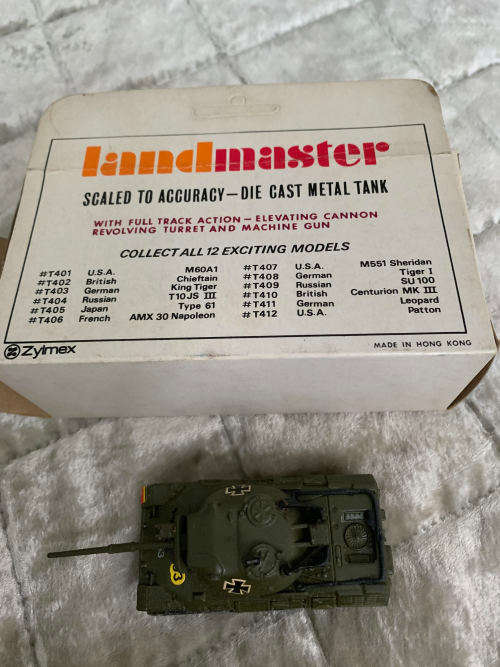 landmaster
SCALED TO ACCURACY—DIE CAST METAL TANK
WITH FULL TRACK ACTION — ELEVATING CANNON
REVOLVING TURRET AND MACHINE GUN
COLLECT ALL 12 EXCITING MODELS
#T401 U.S.A. M60A1
#T402 British Chieftain
#T403 German King Tiger
#T404 Russian T10JS III
#T405 Japan Type 61
#T406 French AMX 30 Napoleon
#T407 U.S.A. M551 Sheridan
#T408 German Tiger I
#T409 Russian SU100
#T410 British Centurion MK III
#T411 German Leopard
#T412 U.S.A. Patton
Zylmex
MADE IN HONG KONG
3